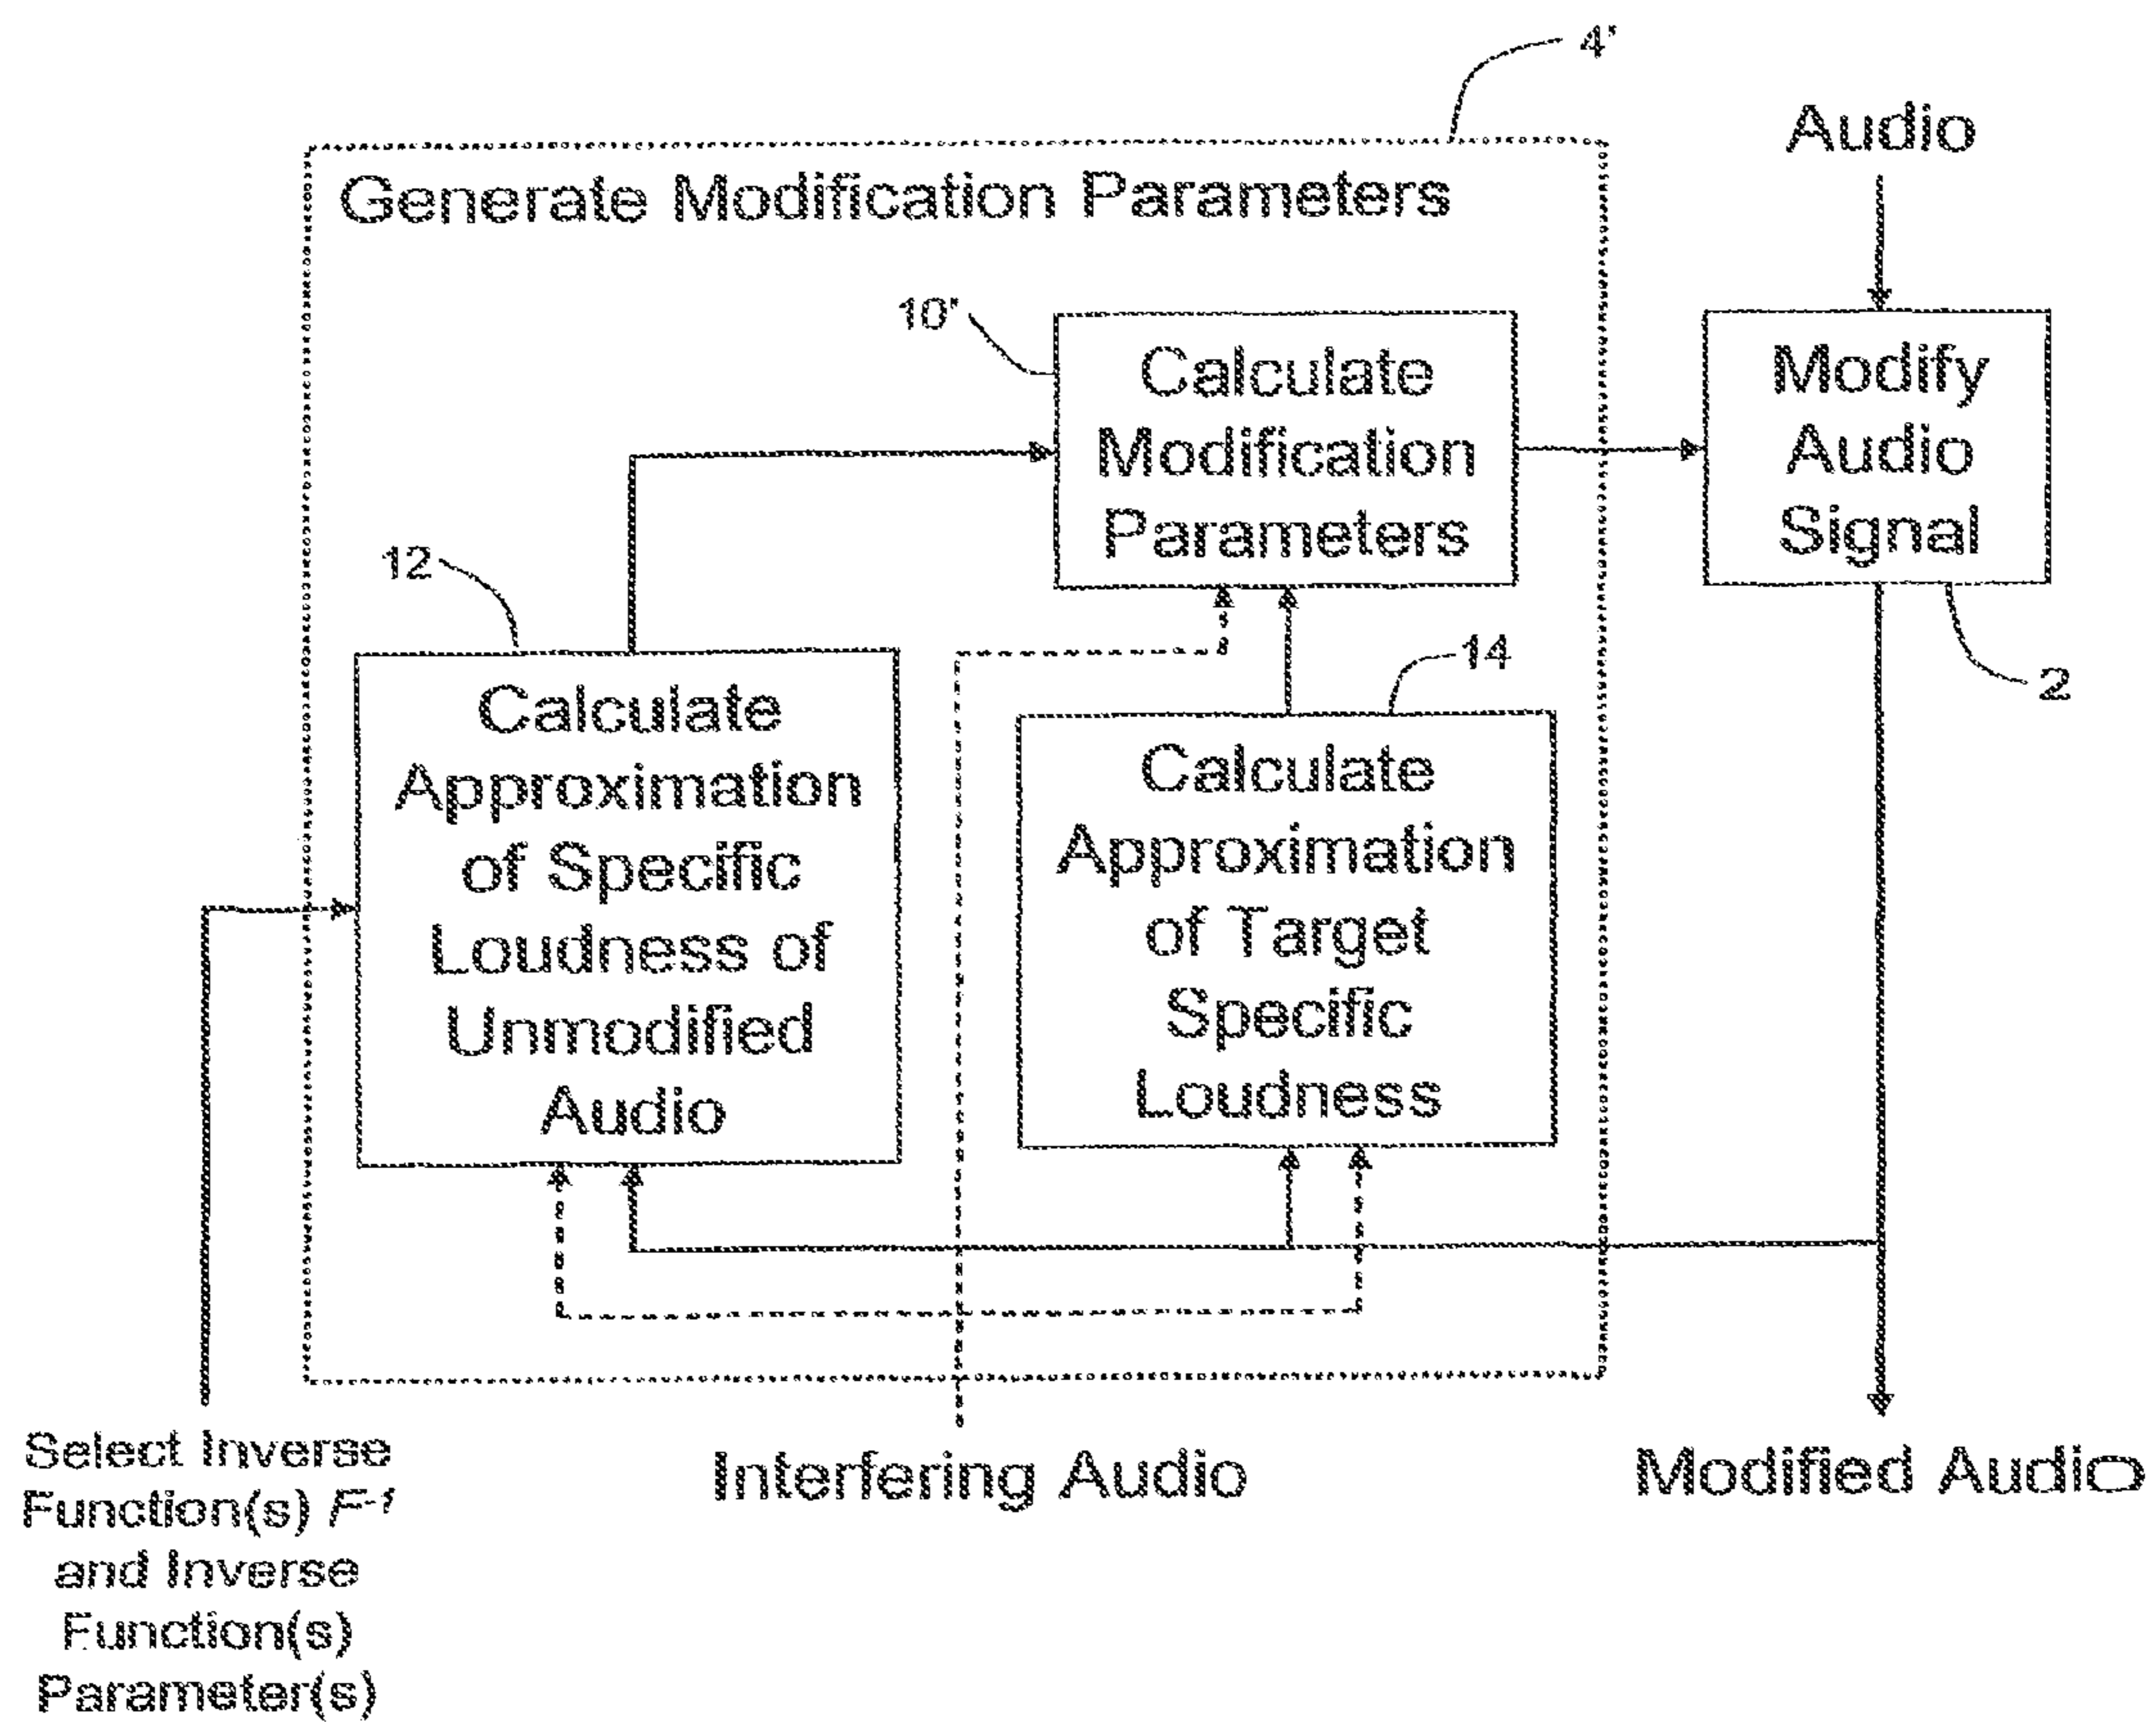 4'
Audio
Generate Modification Parameters
10'
Calculate
Modification
Parameters
Modify
Audio
Signal
12
14
2
Calculate
Approximation
of Specific
Loudness of
Unmodified
Audio
Calculate
Approximation
of Target
Specific
Loudness
Select Inverse
Function(s) F-1
and Inverse
Function(s)
Parameter(s)
Interfering Audio
Modified Audio